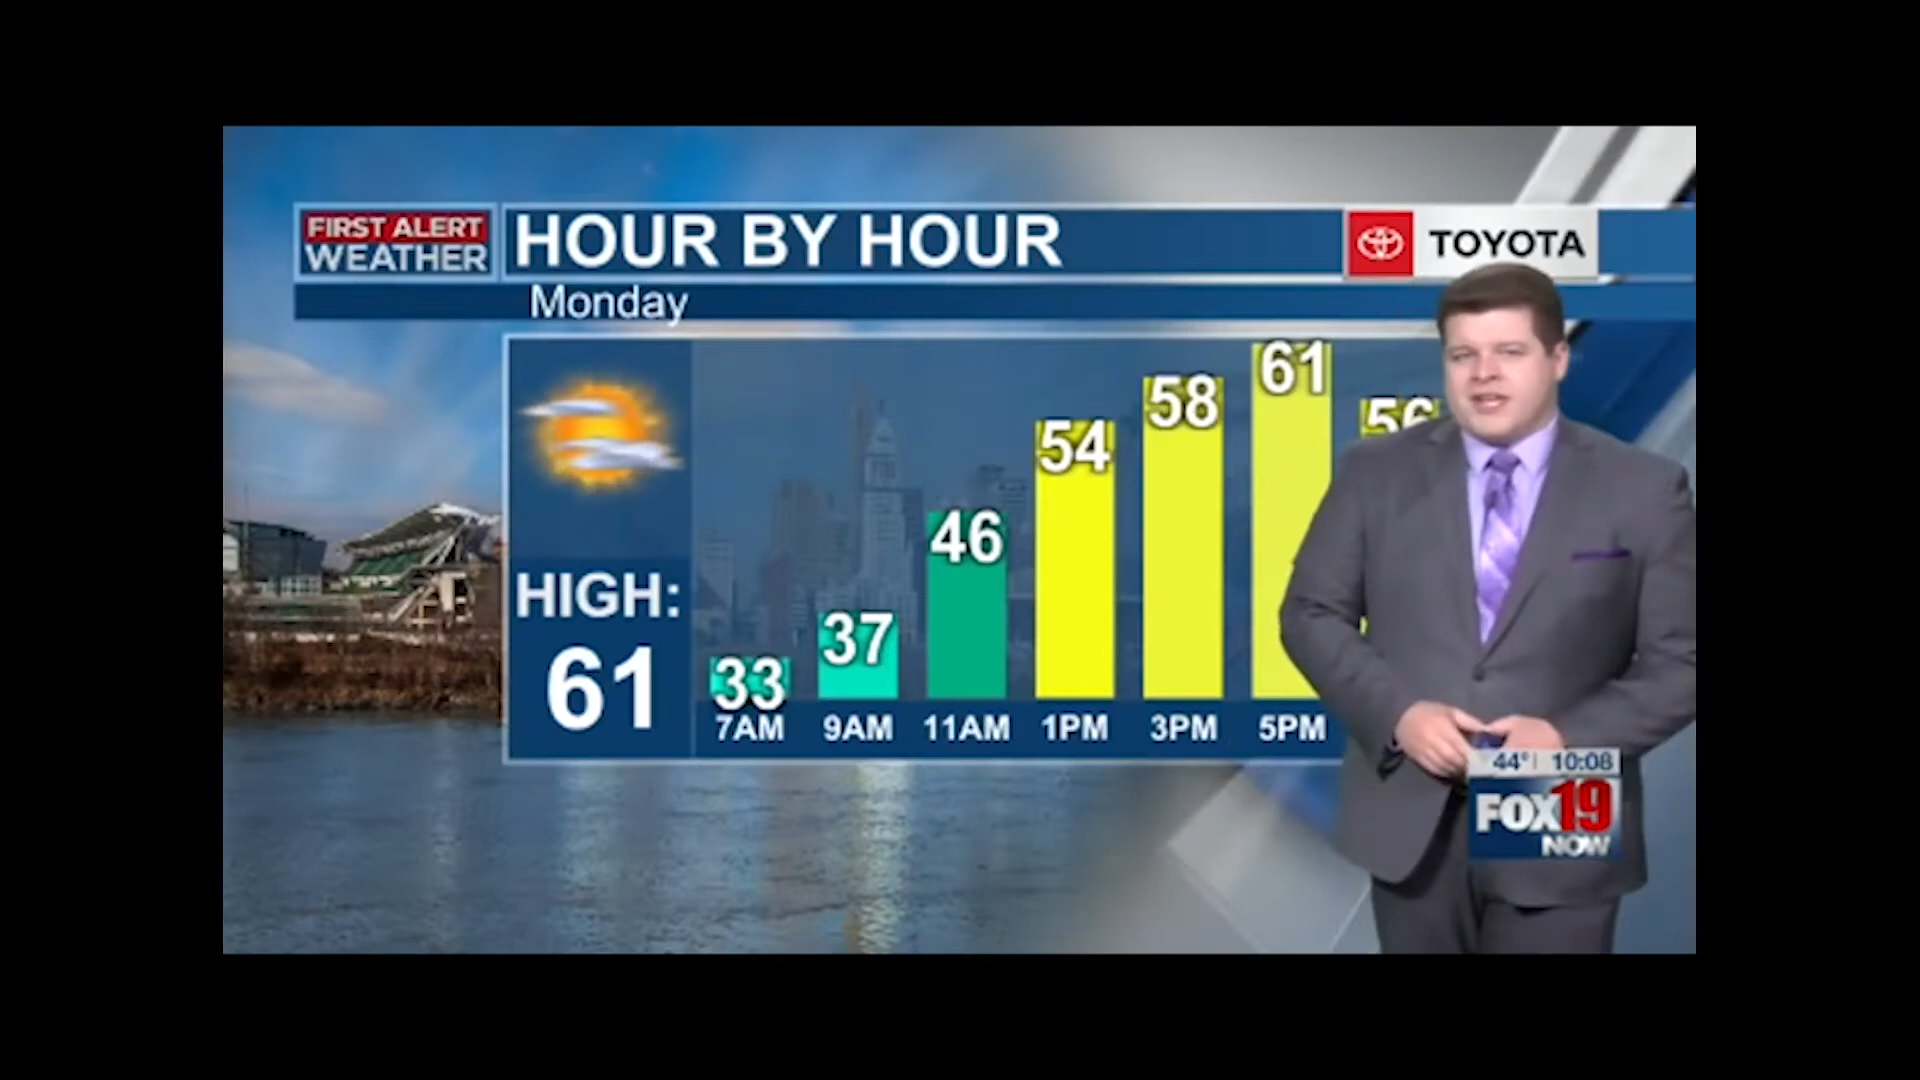 FIRST ALERT
WEATHER
HOUR BY HOUR
TOYOTA
Monday
HIGH:
61
33
37
46
54
58
61
56
7AM
9AM
11AM
1PM
3PM
5PM
44° 10:08
FOX19
NOW